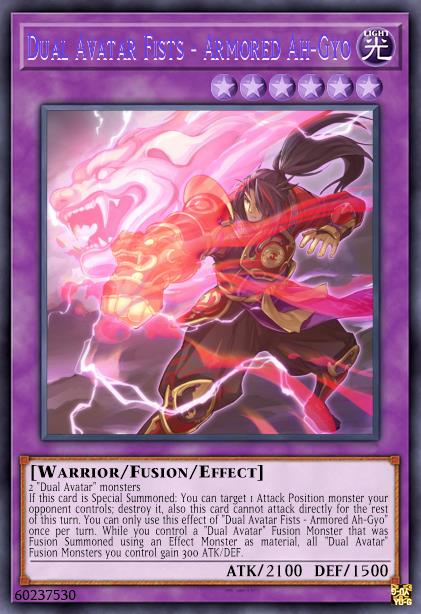 Dual Avatar Fists - Armored Ah-Gyo
LIGHT
光
[Warrior/Fusion/Effect]
2 "Dual Avatar" monsters
If this card is Special Summoned: You can target 1 Attack Position monster your
opponent controls; destroy it, also this card cannot attack directly for the rest
of this turn. You can only use this effect of "Dual Avatar Fists - Armored Ah-Gyo"
once per turn. While you control a "Dual Avatar" Fusion Monster that was
Fusion Summoned using an Effect Monster as material, all "Dual Avatar"
Fusion Monsters you control gain 300 ATK/DEF.
ATK/2100 DEF/1500
60237530